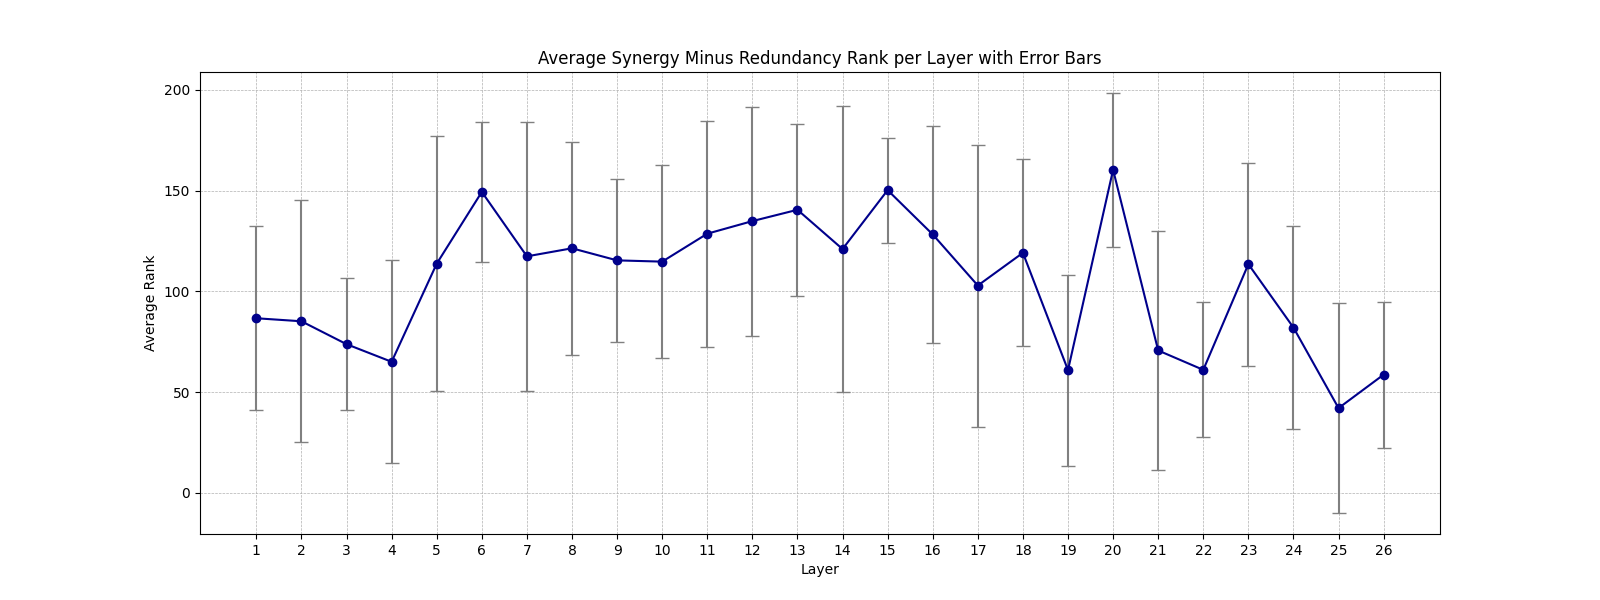 Average Synergy Minus Redundancy Rank per Layer with Error Bars
200
150
100
50
0
Average Rank
1 2 3 4 5 6 7 8 9 10 11 12 13 14 15 16 17 18 19 20 21 22 23 24 25 26
Layer